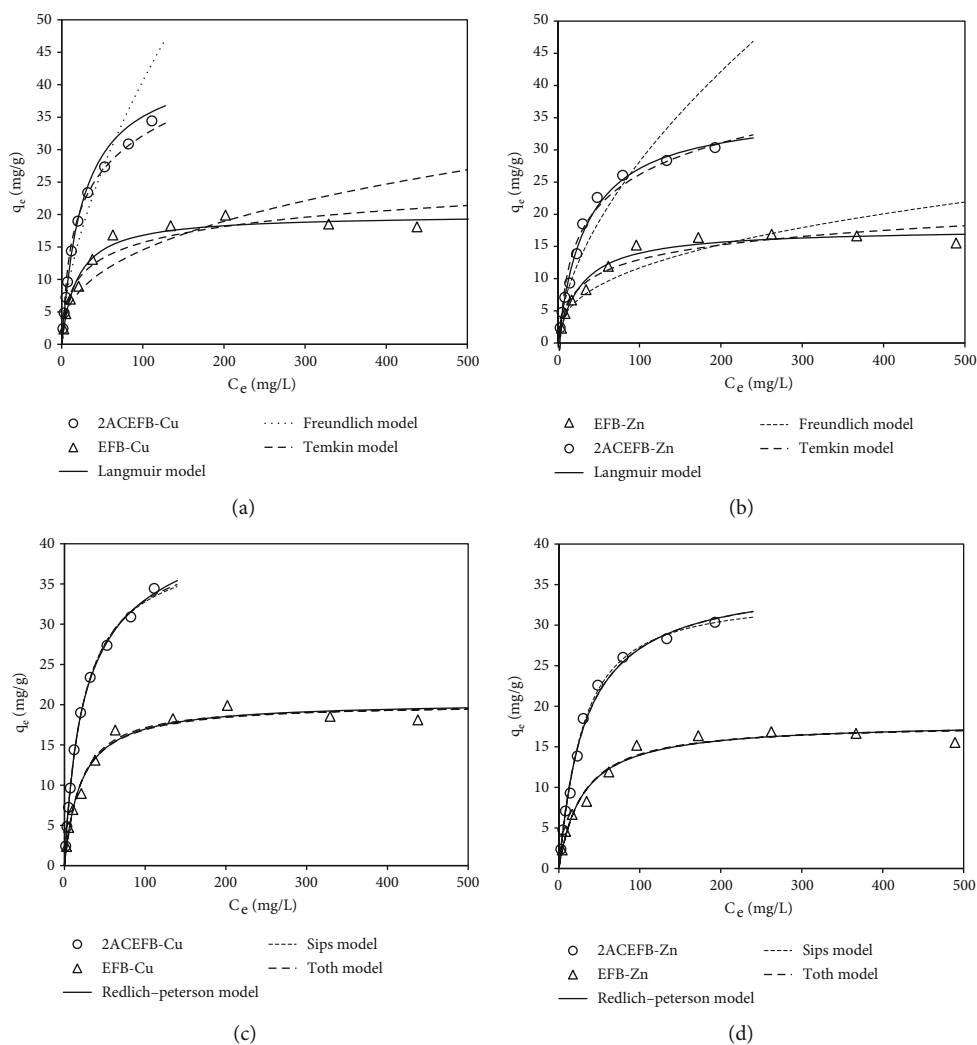 50
45
40
35
30
25
20
15
10
5
0
q_e (mg/g)
0 100 200 300 400 500
C_e (mg/L)
2ACEFB-Cu Freundlich model
EFB-Cu Temkin model
Langmuir model
(a)
50
45
40
35
30
25
20
15
10
5
0
q_e (mg/g)
0 100 200 300 400 500
C_e (mg/L)
EFB-Zn Freundlich model
2ACEFB-Zn Temkin model
Langmuir model
(b)
40
35
30
25
20
15
10
5
0
q_e (mg/g)
0 100 200 300 400 500
C_e (mg/L)
2ACEFB-Cu Sips model
EFB-Cu Toth model
Redlich–peterson model
(c)
40
35
30
25
20
15
10
5
0
q_e (mg/g)
0 100 200 300 400 500
C_e (mg/L)
2ACEFB-Zn Sips model
EFB-Zn Toth model
Redlich–peterson model
(d)